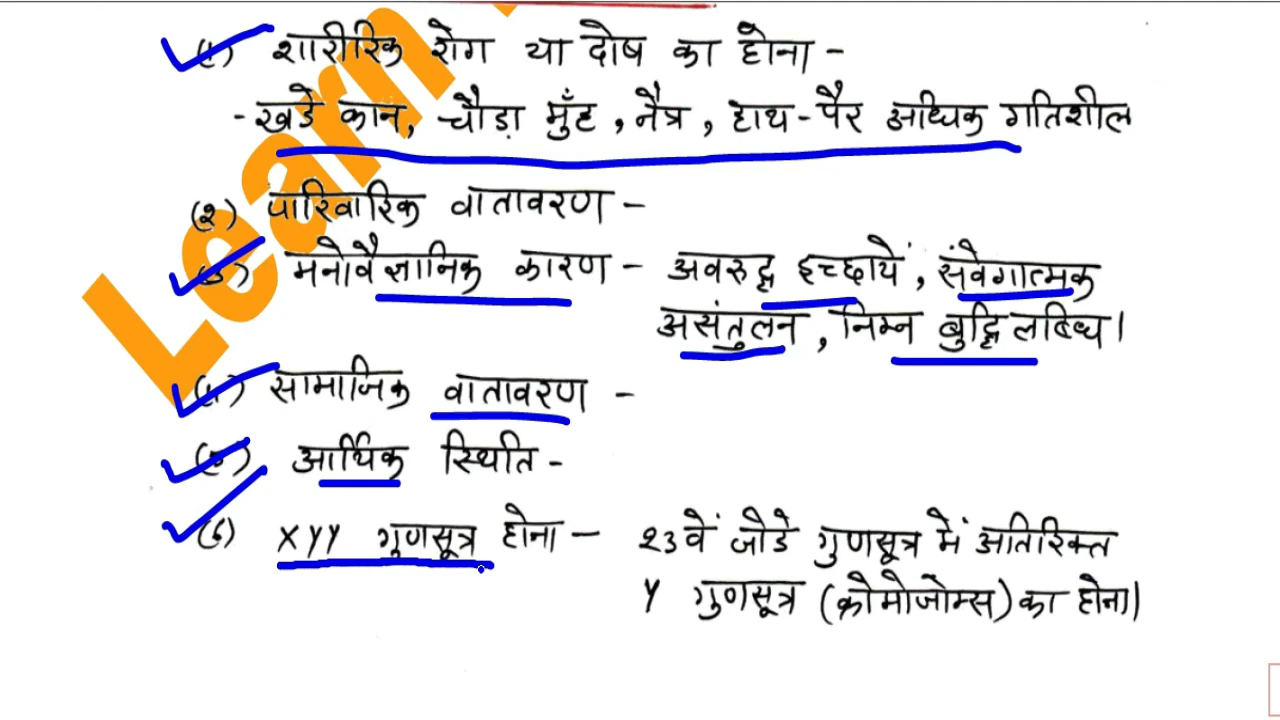 (1) शारीरिक रोग या दोष का होना -
- खडे कान, चौड़ा मुँह, नैत्र, हाथ-पैर अधिक गतिशील
(2) पारिवारिक वातावरण -
(3) मनोवैज्ञानिक कारण - अवरुद्ध इच्छायें, संवेगात्मक
असंतुलन, निम्न बुद्धि लब्धि।
(4) सामाजिक वातावरण -
(5) आर्थिक स्थिति -
(6) XYY गुणसूत्र होना - 23वें जोडे गुणसूत्र में अतिरिक्त
Y गुणसूत्र (क्रोमोजोम्स) का होना।
Learn